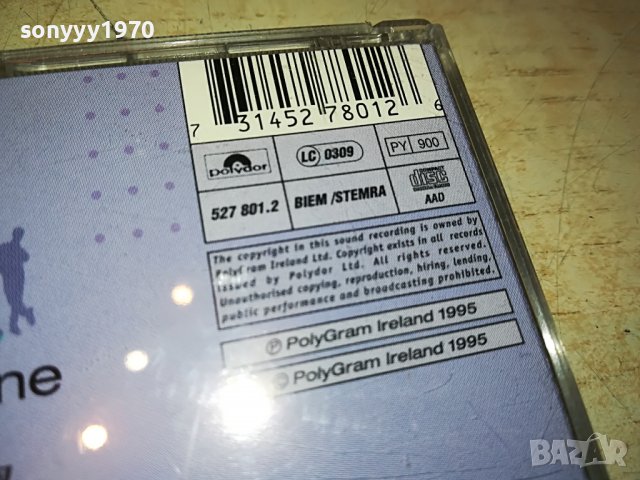 sonyyy1970
7 31452 78012 6
Polydor
LC 0309
PY 900
527 801.2
BIEM /STEMRA
disc
AAD
The copyright in this sound recording is owned by
PolyGram Ireland Ltd. Copyright exists in all records
issued by Polydor Ltd. All rights reserved.
Unauthorised copying, reproduction, hiring, lending,
public performance and broadcasting prohibited.
℗ PolyGram Ireland 1995
© PolyGram Ireland 1995
ne
BAZAR